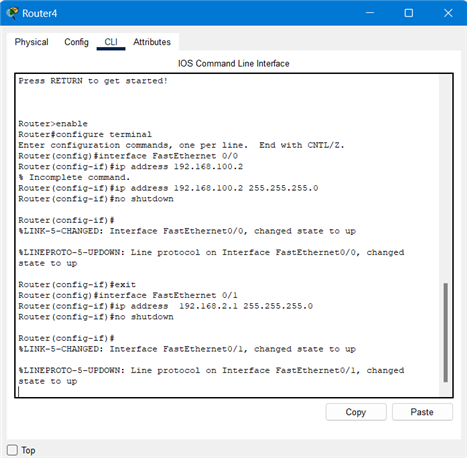 Router4
Physical Config CLI Attributes
IOS Command Line Interface
Press RETURN to get started!
Router>enable
Router#configure terminal
Enter configuration commands, one per line.  End with CNTL/Z.
Router(config)#interface FastEthernet 0/0
Router(config-if)#ip address 192.168.100.2
% Incomplete command.
Router(config-if)#ip address 192.168.100.2 255.255.255.0
Router(config-if)#no shutdown
Router(config-if)#
%LINK-5-CHANGED: Interface FastEthernet0/0, changed state to up
%LINEPROTO-5-UPDOWN: Line protocol on Interface FastEthernet0/0, changed
state to up
Router(config-if)#exit
Router(config)#interface FastEthernet 0/1
Router(config-if)#ip address  192.168.2.1 255.255.255.0
Router(config-if)#no shutdown
Router(config-if)#
%LINK-5-CHANGED: Interface FastEthernet0/1, changed state to up
%LINEPROTO-5-UPDOWN: Line protocol on Interface FastEthernet0/1, changed
state to up
Copy Paste
Top